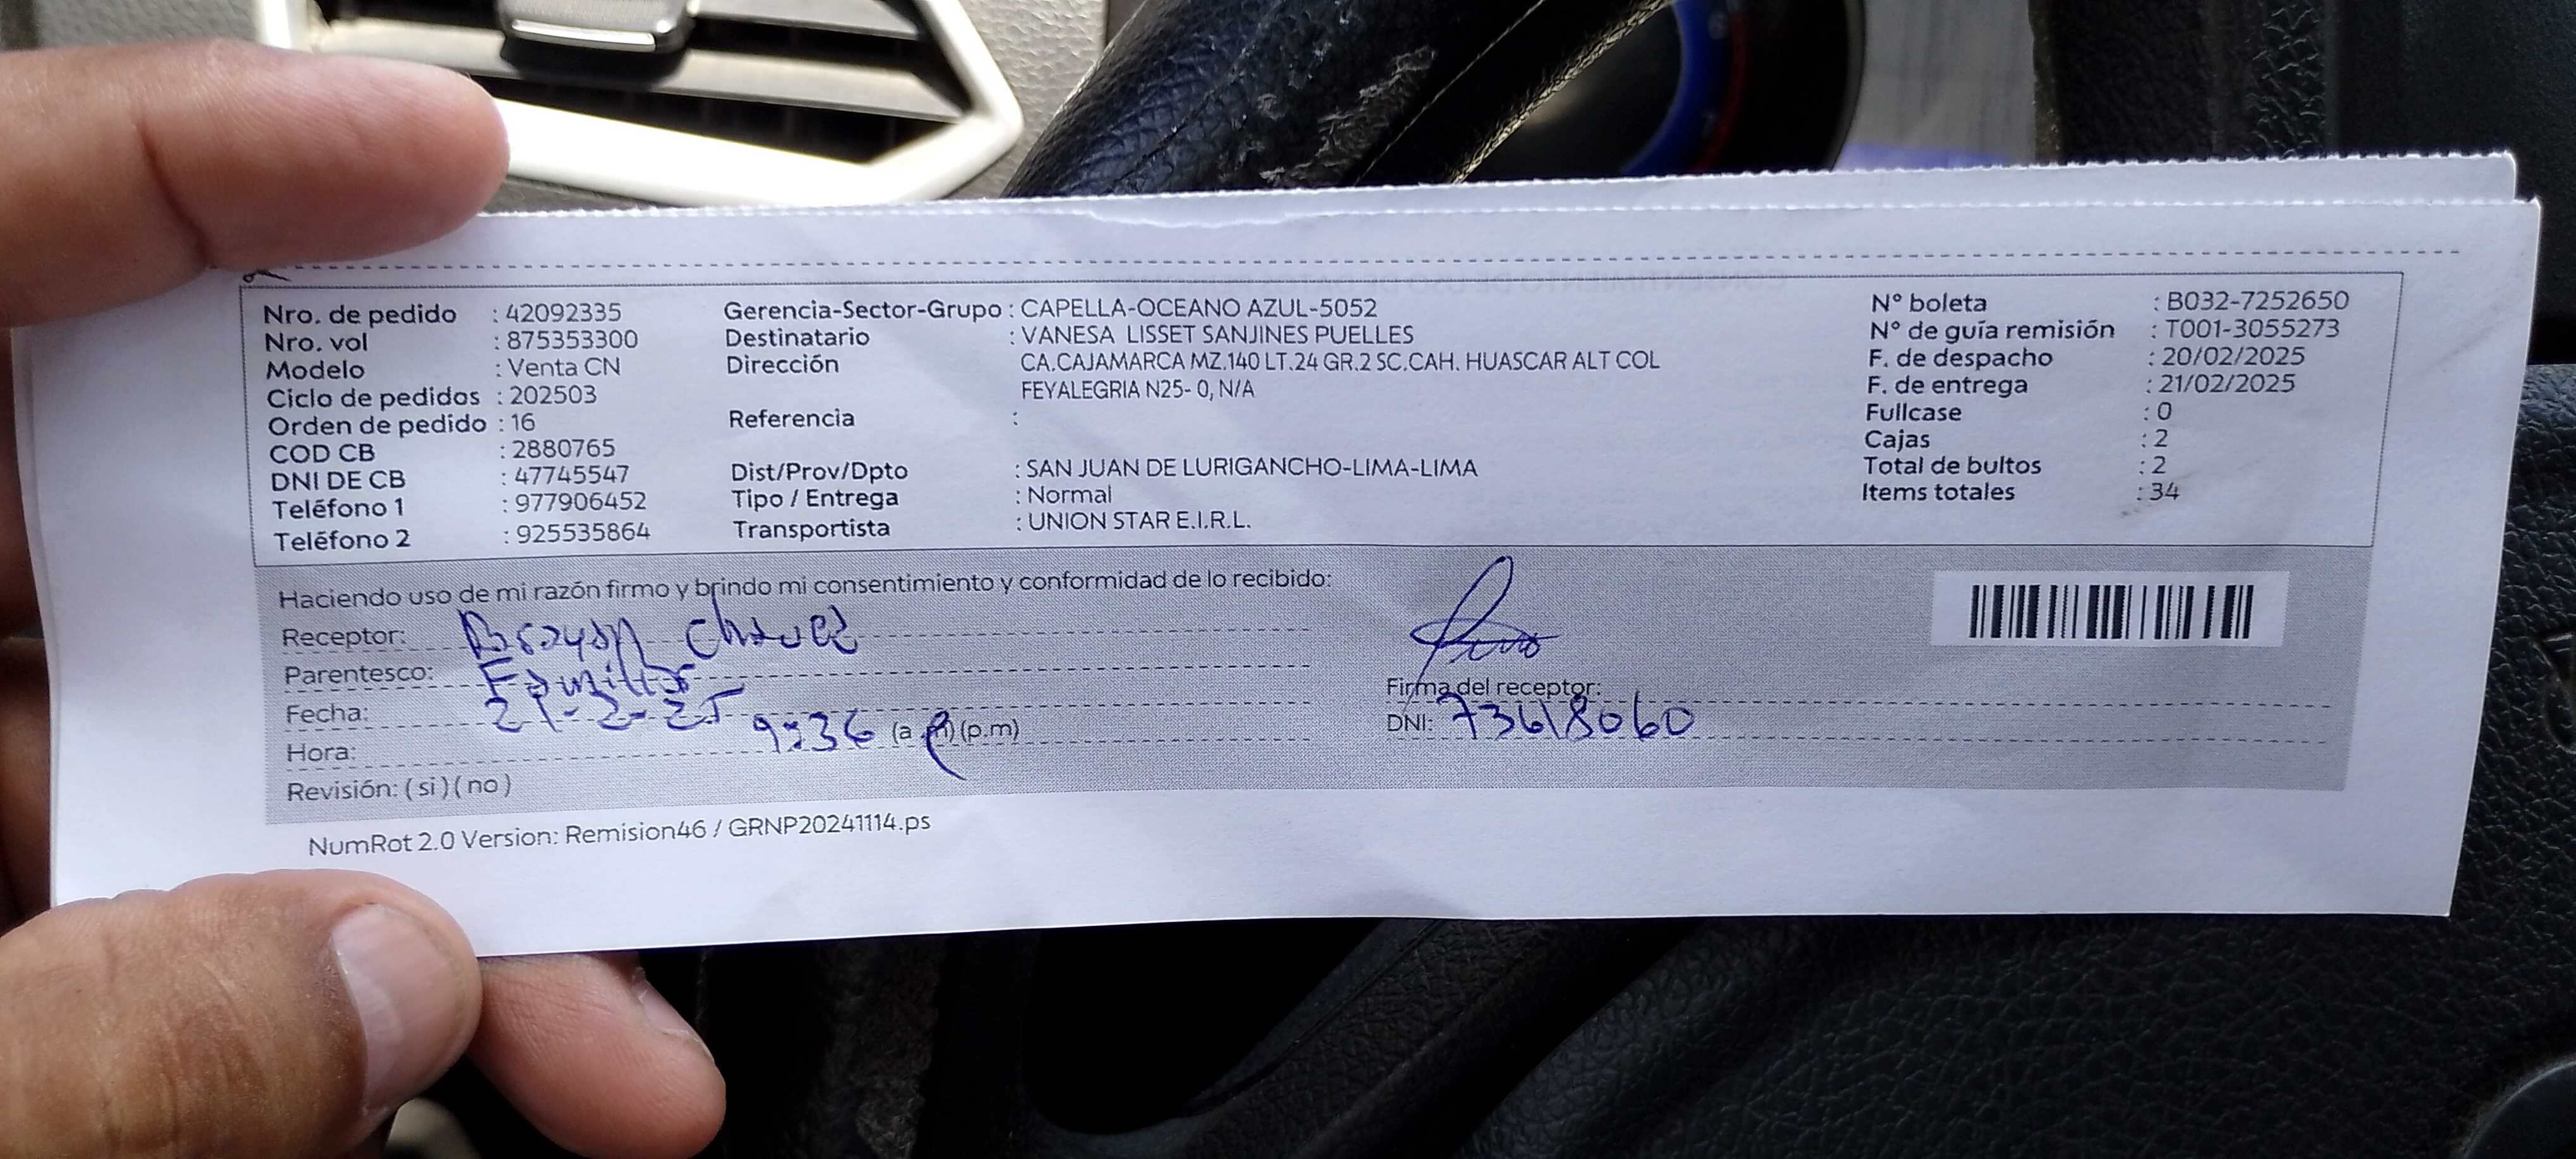 Nro. de pedido : 42092335
Nro. vol : 875353300
Modelo : Venta CN
Ciclo de pedidos : 202503
Orden de pedido : 16
COD CB : 2880765
DNI DE CB : 47745547
Teléfono 1 : 977906452
Teléfono 2 : 925535864
Gerencia-Sector-Grupo : CAPELLA-OCEANO AZUL-5052
Destinatario : VANESA LISSET SANJINES PUELLES
Dirección CA.CAJAMARCA MZ.140 LT.24 GR.2 SC.CAH. HUASCAR ALT COL
FEYALEGRIA N25- 0, N/A
Referencia :
Dist/Prov/Dpto : SAN JUAN DE LURIGANCHO-LIMA-LIMA
Tipo / Entrega : Normal
Transportista : UNION STAR E.I.R.L.
N° boleta : B032-7252650
N° de guía remisión : T001-3055273
F. de despacho : 20/02/2025
F. de entrega : 21/02/2025
Fullcase : 0
Cajas : 2
Total de bultos : 2
Items totales : 34
Haciendo uso de mi razón firmo y brindo mi consentimiento y conformidad de lo recibido:
Receptor: Brayan Chavez
Parentesco: Familiar
Fecha: 21-2-25
Hora: 9:36 (a.m) (p.m)
Revisión: ( si ) ( no )
Firma del receptor:
DNI: 73618060
NumRot 2.0 Version: Remision46 / GRNP20241114.ps